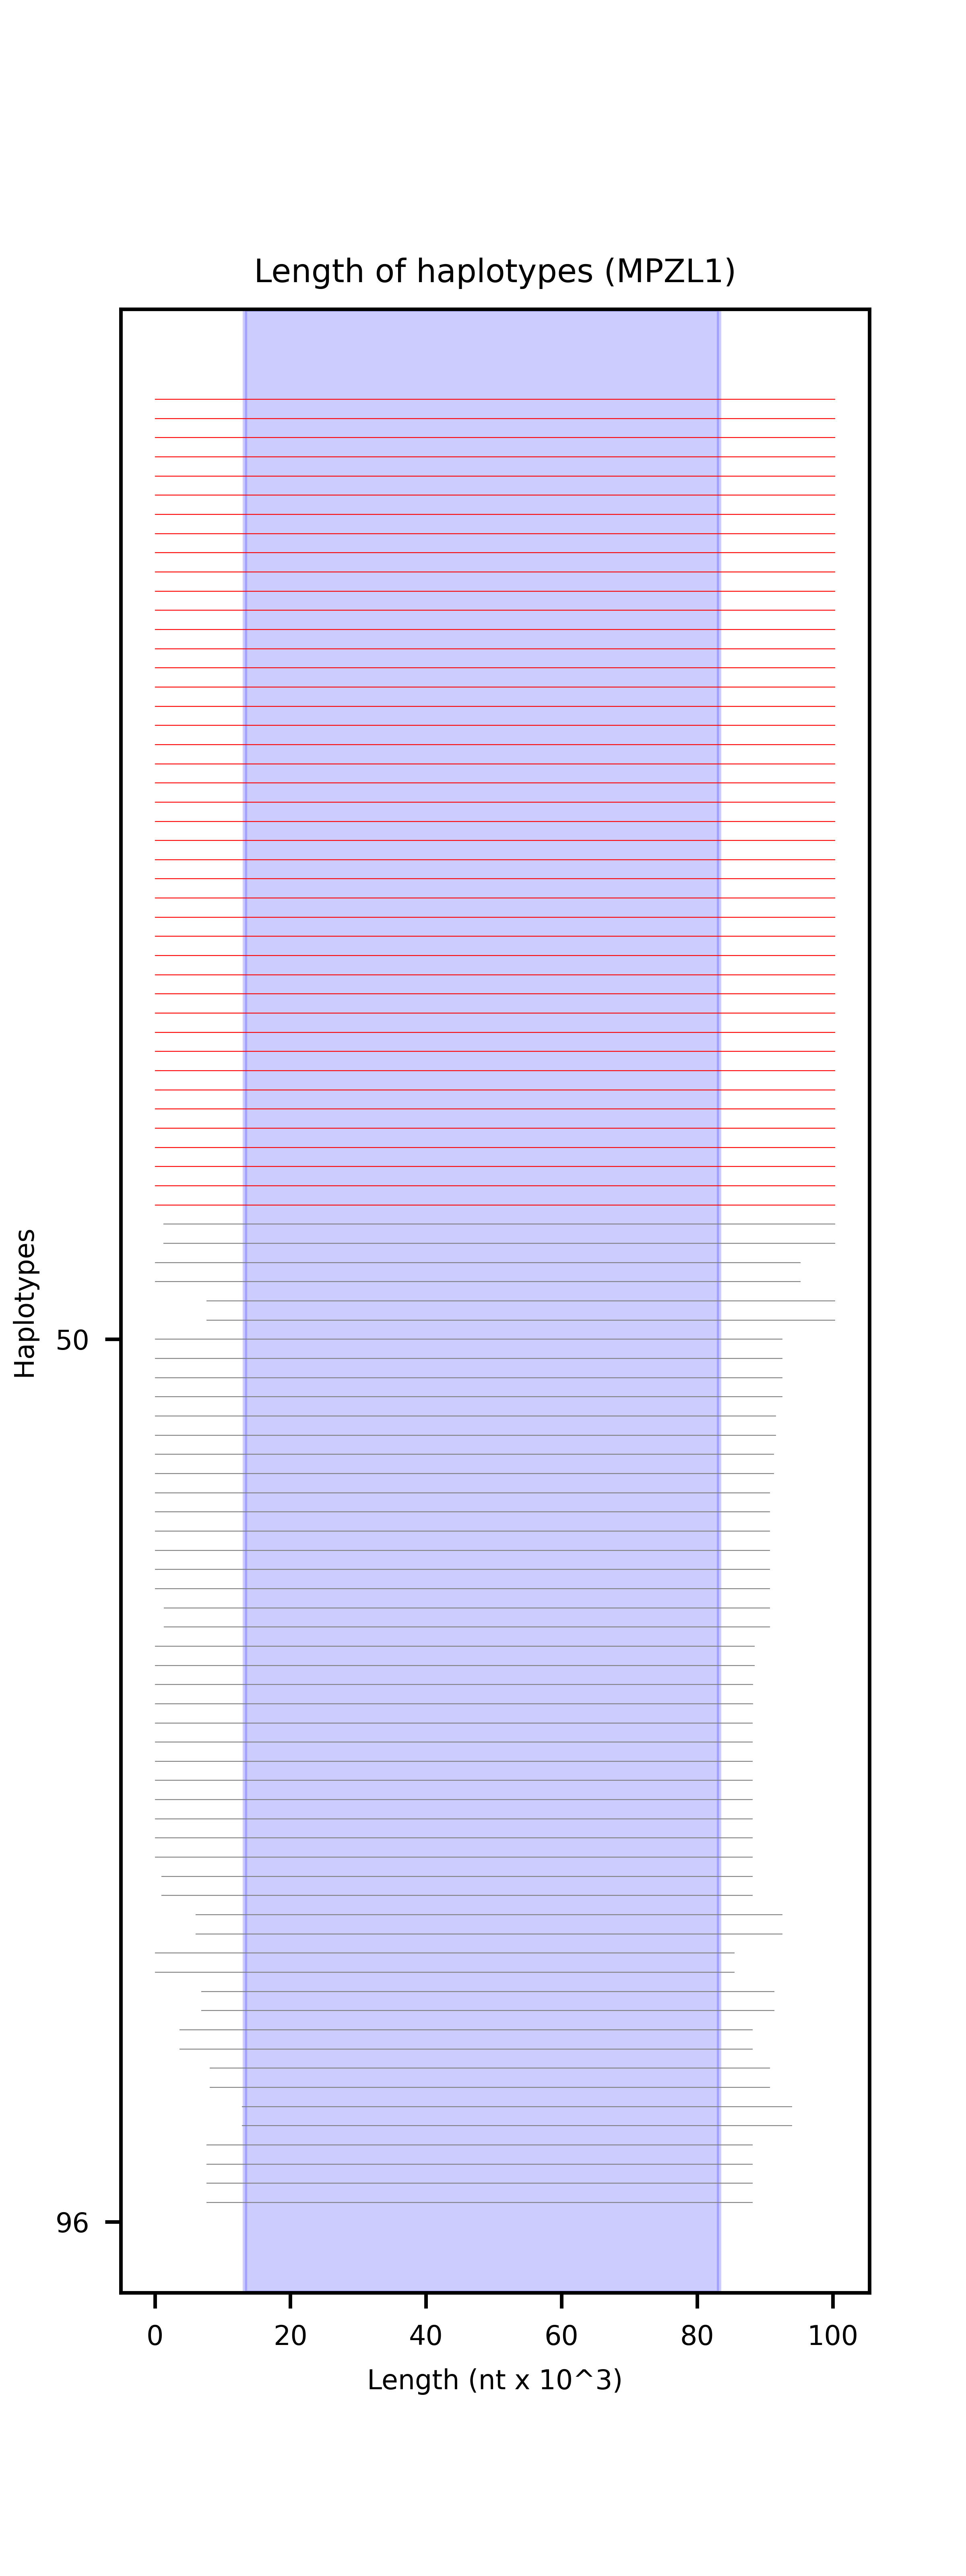 Length of haplotypes (MPZL1)
Haplotypes
50
96
0 20 40 60 80 100
Length (nt x 10^3)